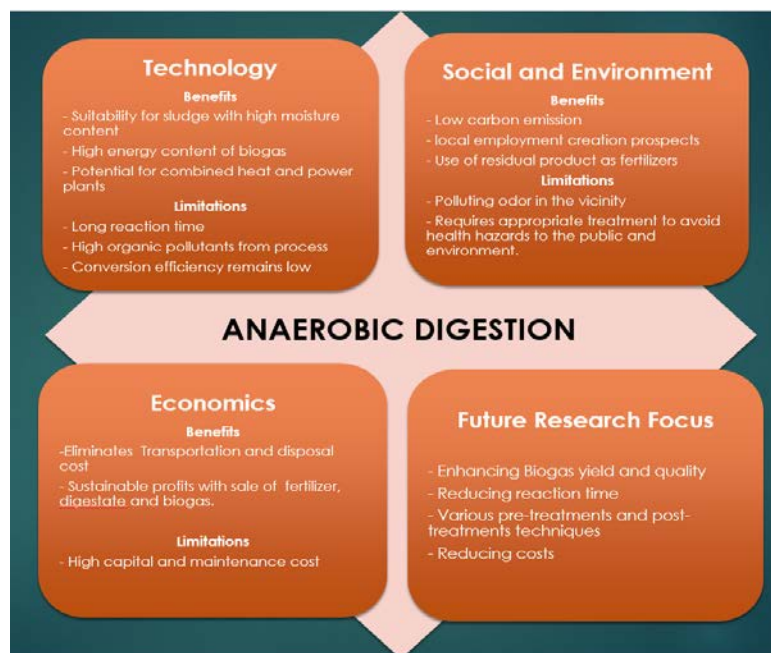 Technology
Benefits
- Suitability for sludge with high moisture
content
- High energy content of biogas
- Potential for combined heat and power
plants
Limitations
- Long reaction time
- High organic pollutants from process
- Conversion efficiency remains low
Social and Environment
Benefits
- Low carbon emission
- local employment creation prospects
- Use of residual product as fertilizers
Limitations
- Polluting odor in the vicinity
- Requires appropriate treatment to avoid
health hazards to the public and
environment.
ANAEROBIC DIGESTION
Economics
Benefits
-Eliminates Transportation and disposal
cost
- Sustainable profits with sale of fertilizer,
digestate and biogas.
Limitations
- High capital and maintenance cost
Future Research Focus
- Enhancing Biogas yield and quality
- Reducing reaction time
- Various pre-treatments and post-
treatments techniques
- Reducing costs